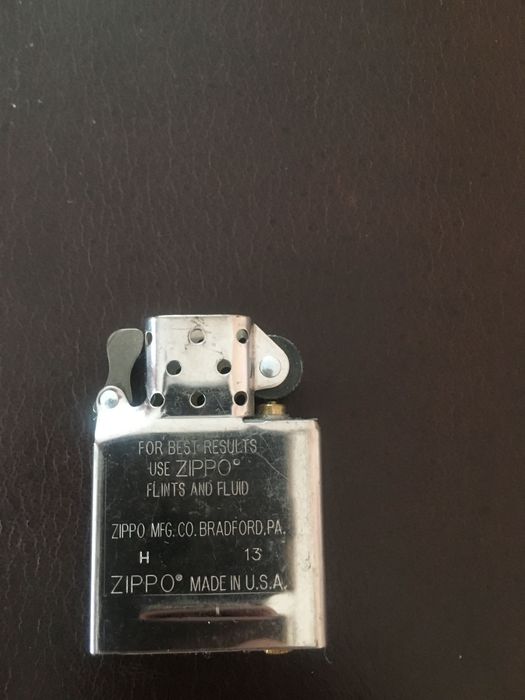 FOR BEST RESULTS
USE ZIPPO®
FLINTS AND FLUID
ZIPPO MFG. CO. BRADFORD, PA.
H 13
ZIPPO® MADE IN U.S.A.